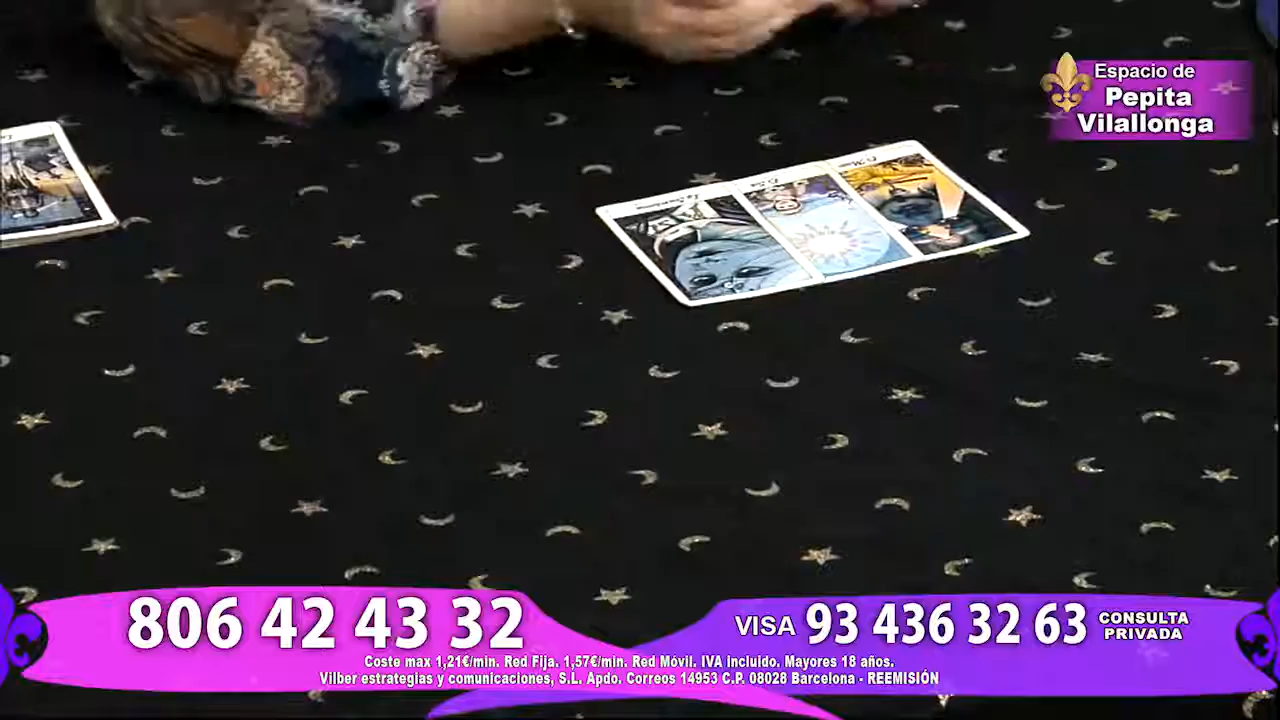 Espacio de
Pepita
Vilallonga
806 42 43 32
VISA 93 436 32 63 CONSULTA PRIVADA
Coste max 1,21€/min. Red Fija. 1,57€/min. Red Móvil. IVA Incluido. Mayores 18 años.
Vilber estrategias y comunicaciones, S.L. Apdo. Correos 14953 C.P. 08028 Barcelona - REEMISIÓN